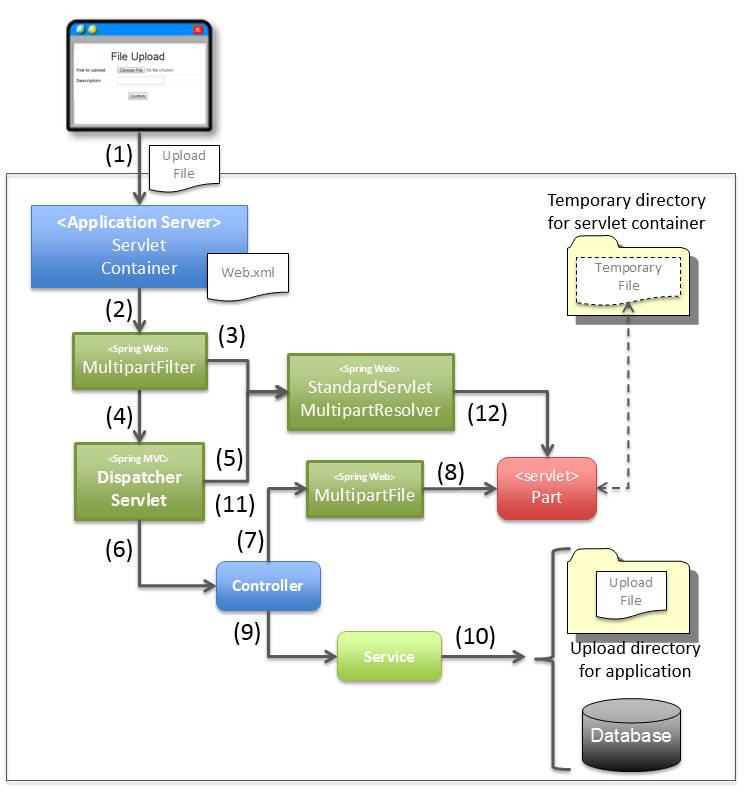 File Upload
File to upload
Choose File
No file chosen
Description
Confirm
(1)
Upload
File
<Application Server>
Servlet
Container
Web.xml
Temporary directory
for servlet container
Temporary
File
(2)
(3)
<Spring Web>
MultipartFilter
<Spring Web>
StandardServlet
MultipartResolver
(12)
(4)
(5)
<Spring MVC>
Dispatcher
Servlet
(11)
<Spring Web>
MultipartFile
(8)
<servlet>
Part
(6)
(7)
Controller
(9)
Service
(10)
Upload
File
Upload directory
for application
Database